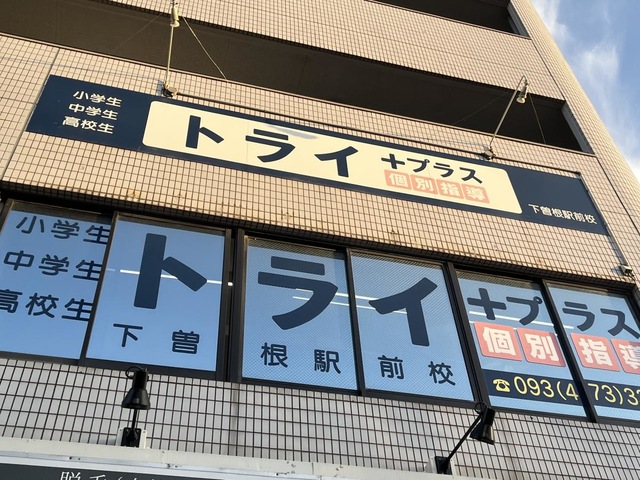 小学生
中学生
高校生
トライ +プラス
個別指導
下曽根駅前校
小学生
中学生
高校生
トライ +プラス
個別指導
下曽根駅前校
☎093(473)3